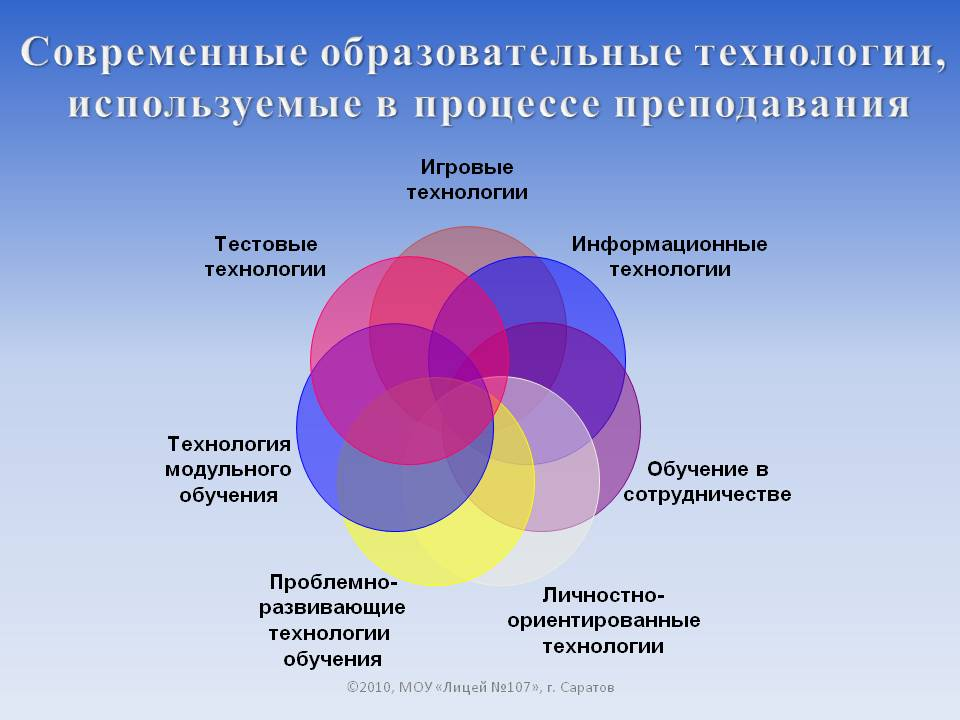 Современные образовательные технологии,
используемые в процессе преподавания
Игровые
технологии
Тестовые
технологии
Информационные
технологии
Технология
модульного
обучения
Обучение в
сотрудничестве
Проблемно-
развивающие
технологии
обучения
Личностно-
ориентированные
технологии
©2010, МОУ «Лицей №107», г. Саратов